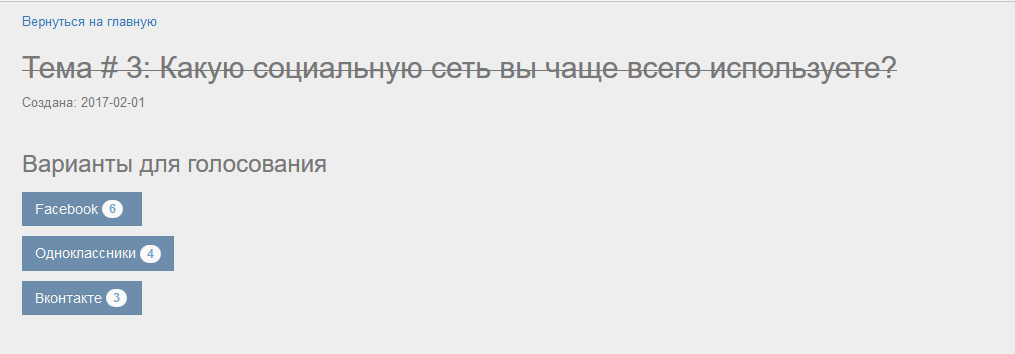 Вернуться на главную
Тема # 3: Какую социальную сеть вы чаще всего используете?
Создана: 2017-02-01
Варианты для голосования
Facebook 6
Одноклассники 4
Вконтакте 3